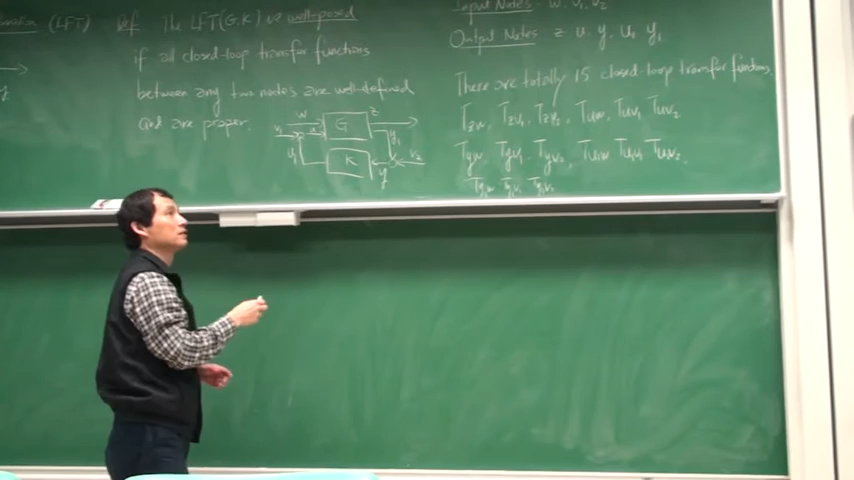 (LFT) Def The LFT(G.K) is well-posed
if all closed-loop transfer functions
between any two nodes are well-defined
and are proper.
w z
G
y1
u1
K
v2
y
Input Nodes: w. v1. v2
Output Nodes z. u. y. u1 y1
There are totally 15 closed-loop transfer functions.
Tzw. Tzv1. Tzv2. Tuw. Tuv1 Tuv2
Tyw. Tyv1. Tyv2. Tu1w Tu1v1 Tu1v2.
Ty1w Ty1v1 Ty1v2